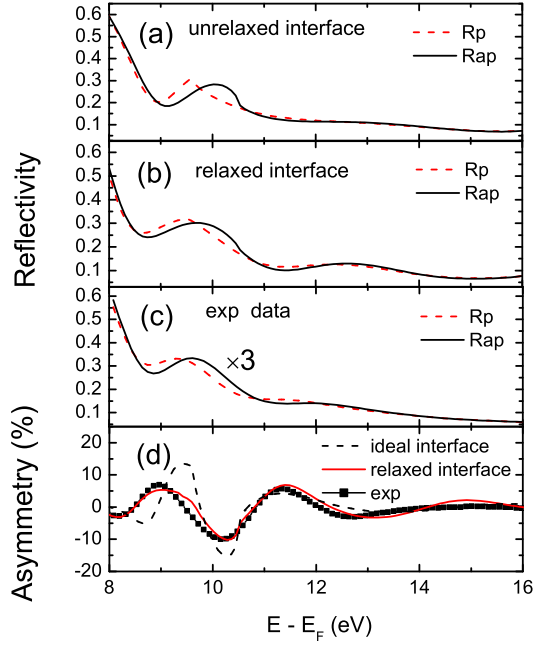 (a)
unrelaxed interface
Rp
Rap
0.6
0.5
0.4
0.3
0.2
0.1
(b)
relaxed interface
Rp
Rap
0.6
0.5
0.4
0.3
0.2
0.1
Reflectivity
(c)
exp data
×3
Rp
Rap
0.6
0.5
0.4
0.3
0.2
0.1
Asymmetry (%)
(d)
ideal interface
relaxed interface
exp
20
10
0
-10
-20
8
10
12
14
16
E - E_F (eV)